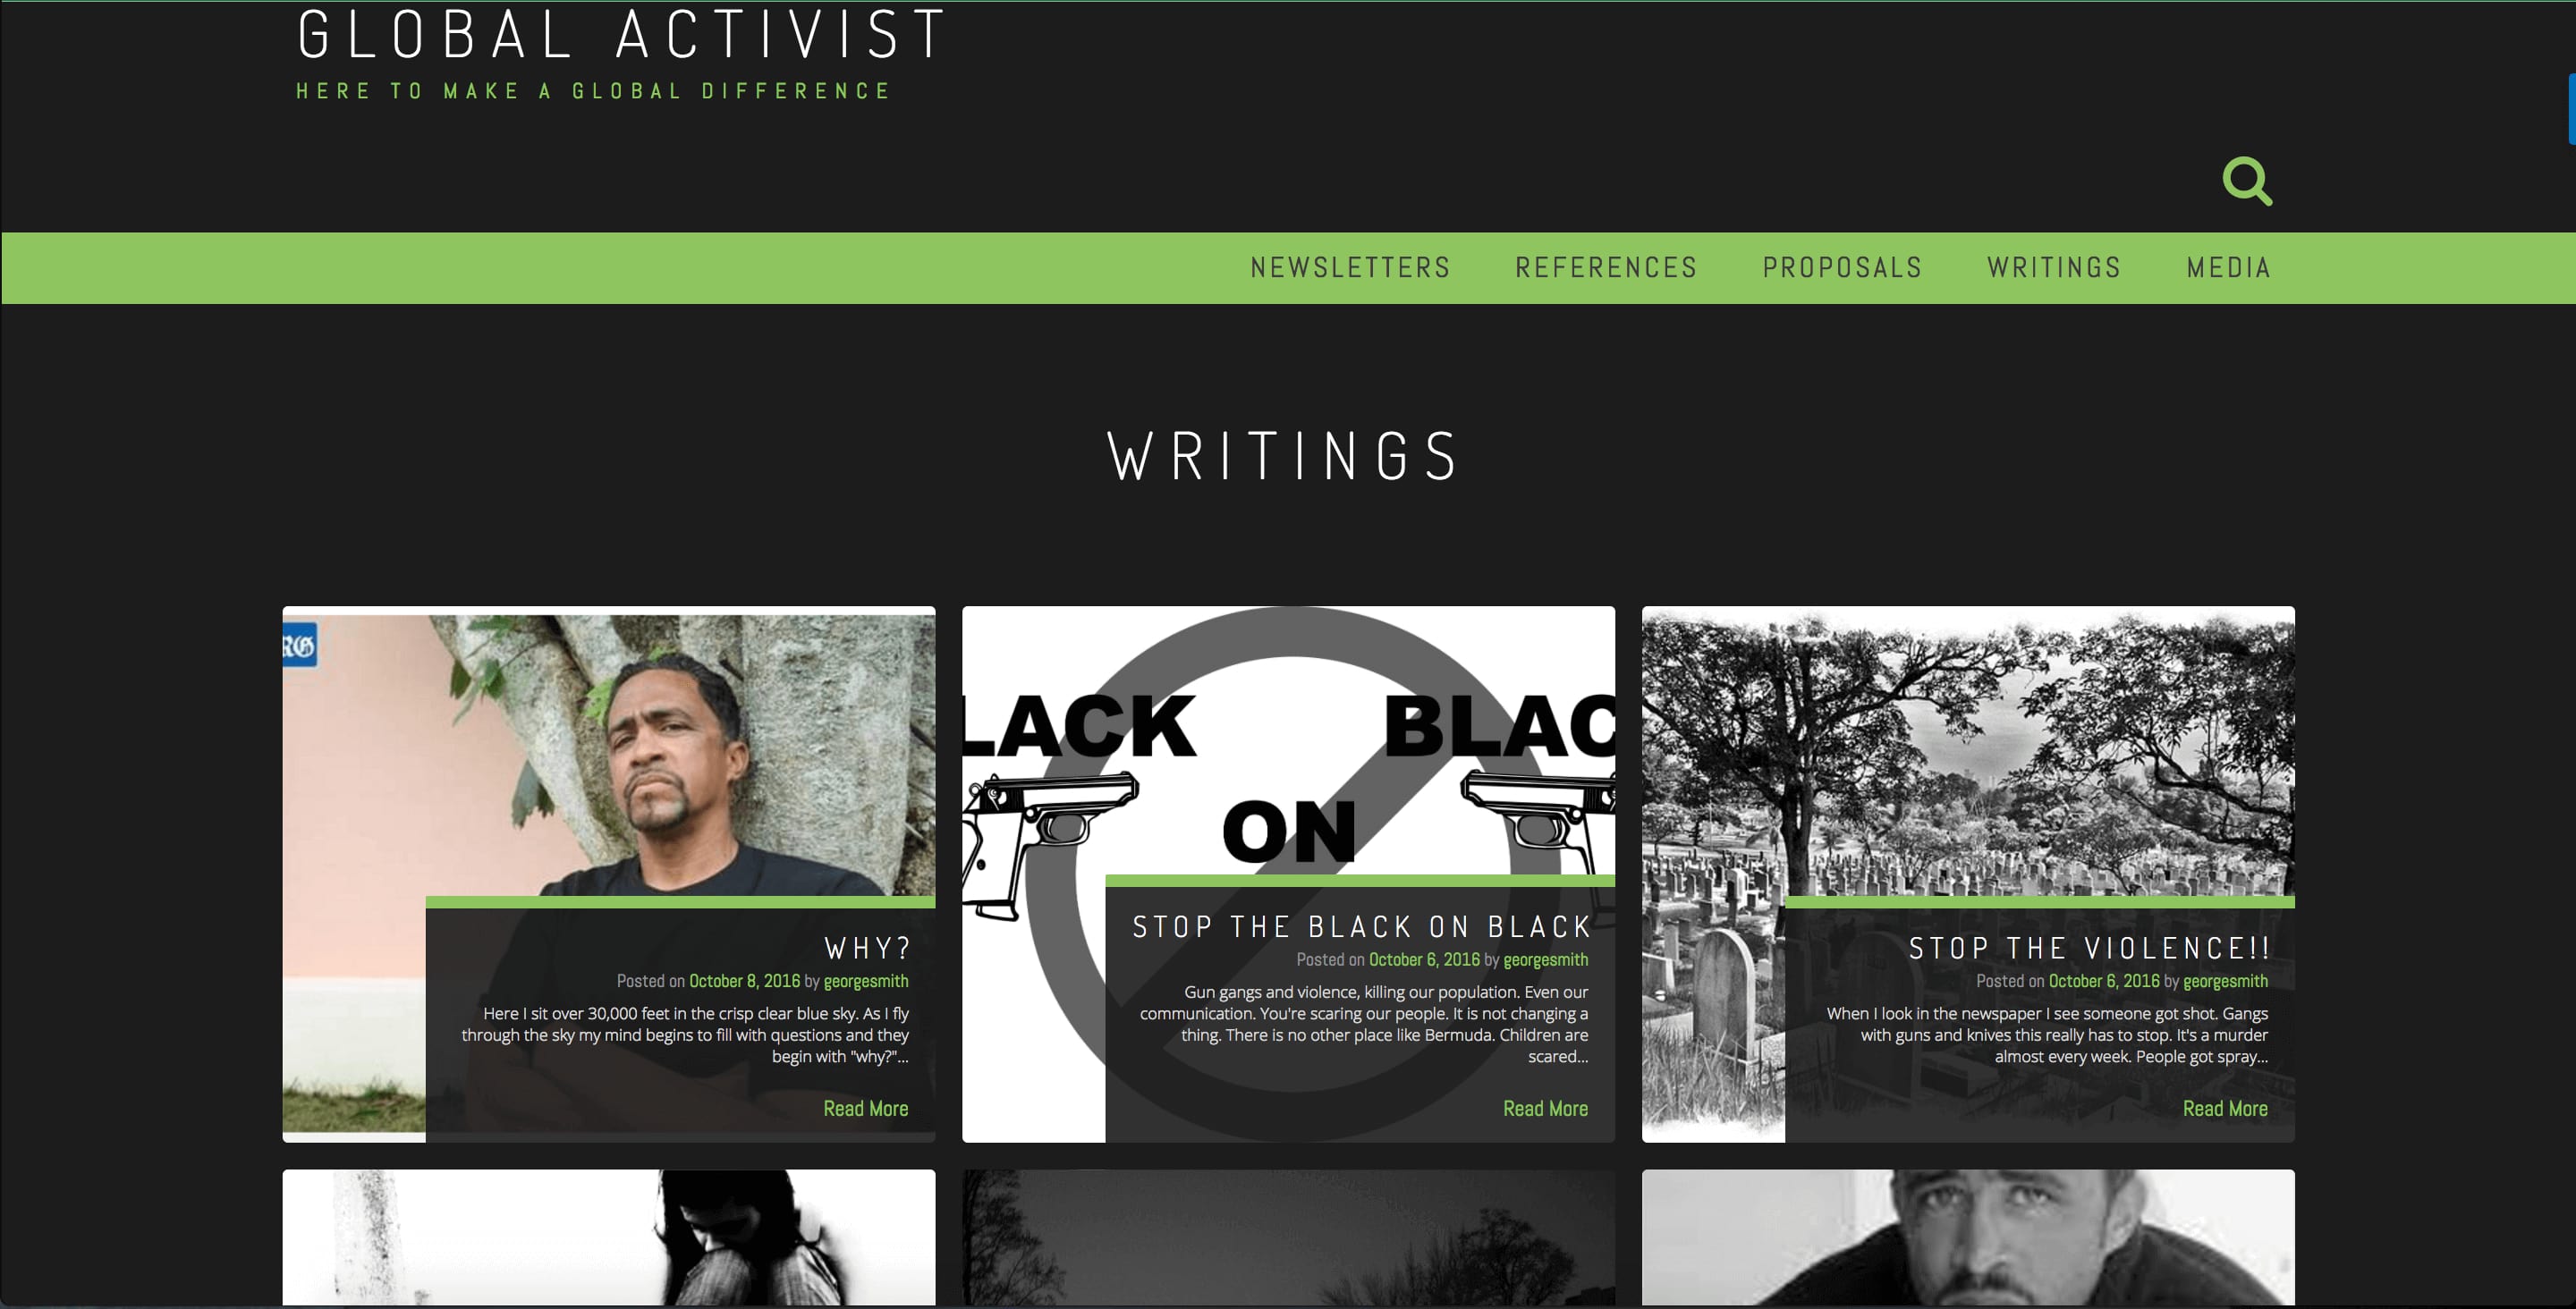 GLOBAL ACTIVIST
HERE TO MAKE A GLOBAL DIFFERENCE
NEWSLETTERS REFERENCES PROPOSALS WRITINGS MEDIA
WRITINGS
RG
WHY?
Posted on October 8, 2016 by georgesmith
Here I sit over 30,000 feet in the crisp clear blue sky. As I fly
through the sky my mind begins to fill with questions and they
begin with "why?"...
Read More
LACK BLAC
ON
STOP THE BLACK ON BLACK
Posted on October 6, 2016 by georgesmith
Gun gangs and violence, killing our population. Even our
communication. You're scaring our people. It is not changing a
thing. There is no other place like Bermuda. Children are
scared...
Read More
STOP THE VIOLENCE!!
Posted on October 6, 2016 by georgesmith
When I look in the newspaper I see someone got shot. Gangs
with guns and knives this really has to stop. It's a murder
almost every week. People got spray...
Read More